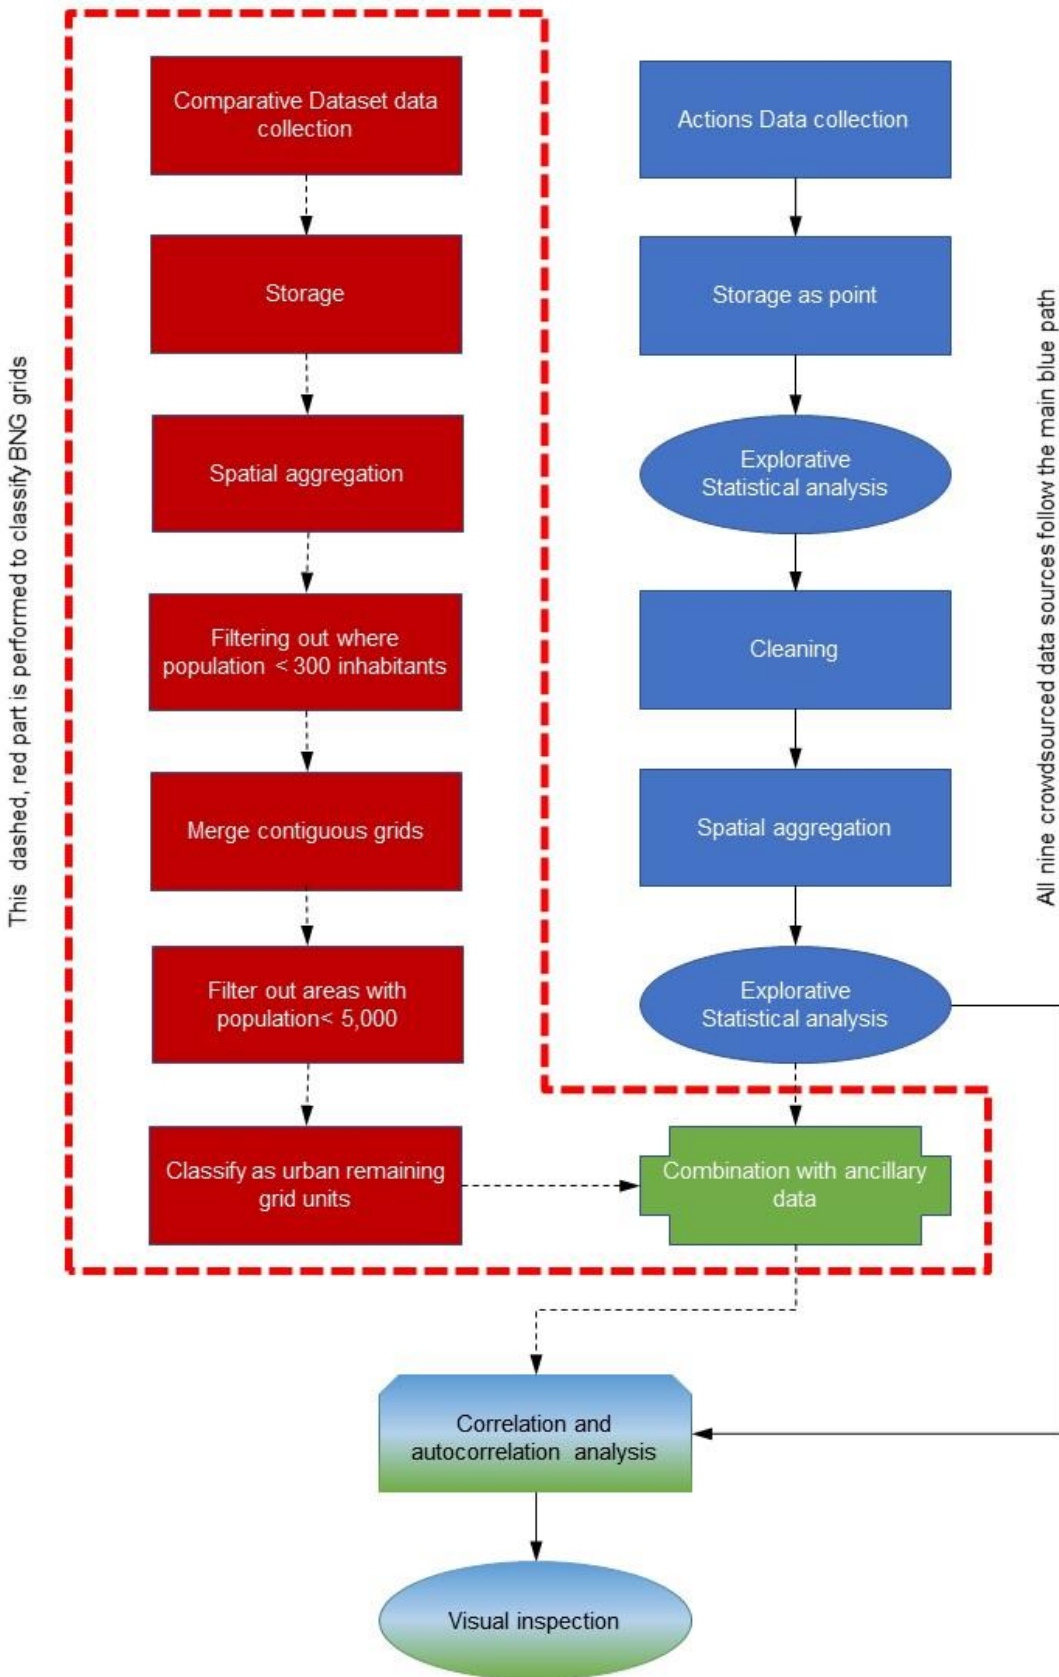 This dashed, red part is performed to classify BNG grids
Comparative Dataset data
collection
Storage
Spatial aggregation
Filtering out where
population < 300 inhabitants
Merge contiguous grids
Filter out areas with
population< 5,000
Classify as urban remaining
grid units
Actions Data collection
Storage as point
Explorative
Statistical analysis
Cleaning
Spatial aggregation
Explorative
Statistical analysis
Combination with ancillary
data
All nine crowdsourced data sources follow the main blue path
Correlation and
autocorrelation analysis
Visual inspection